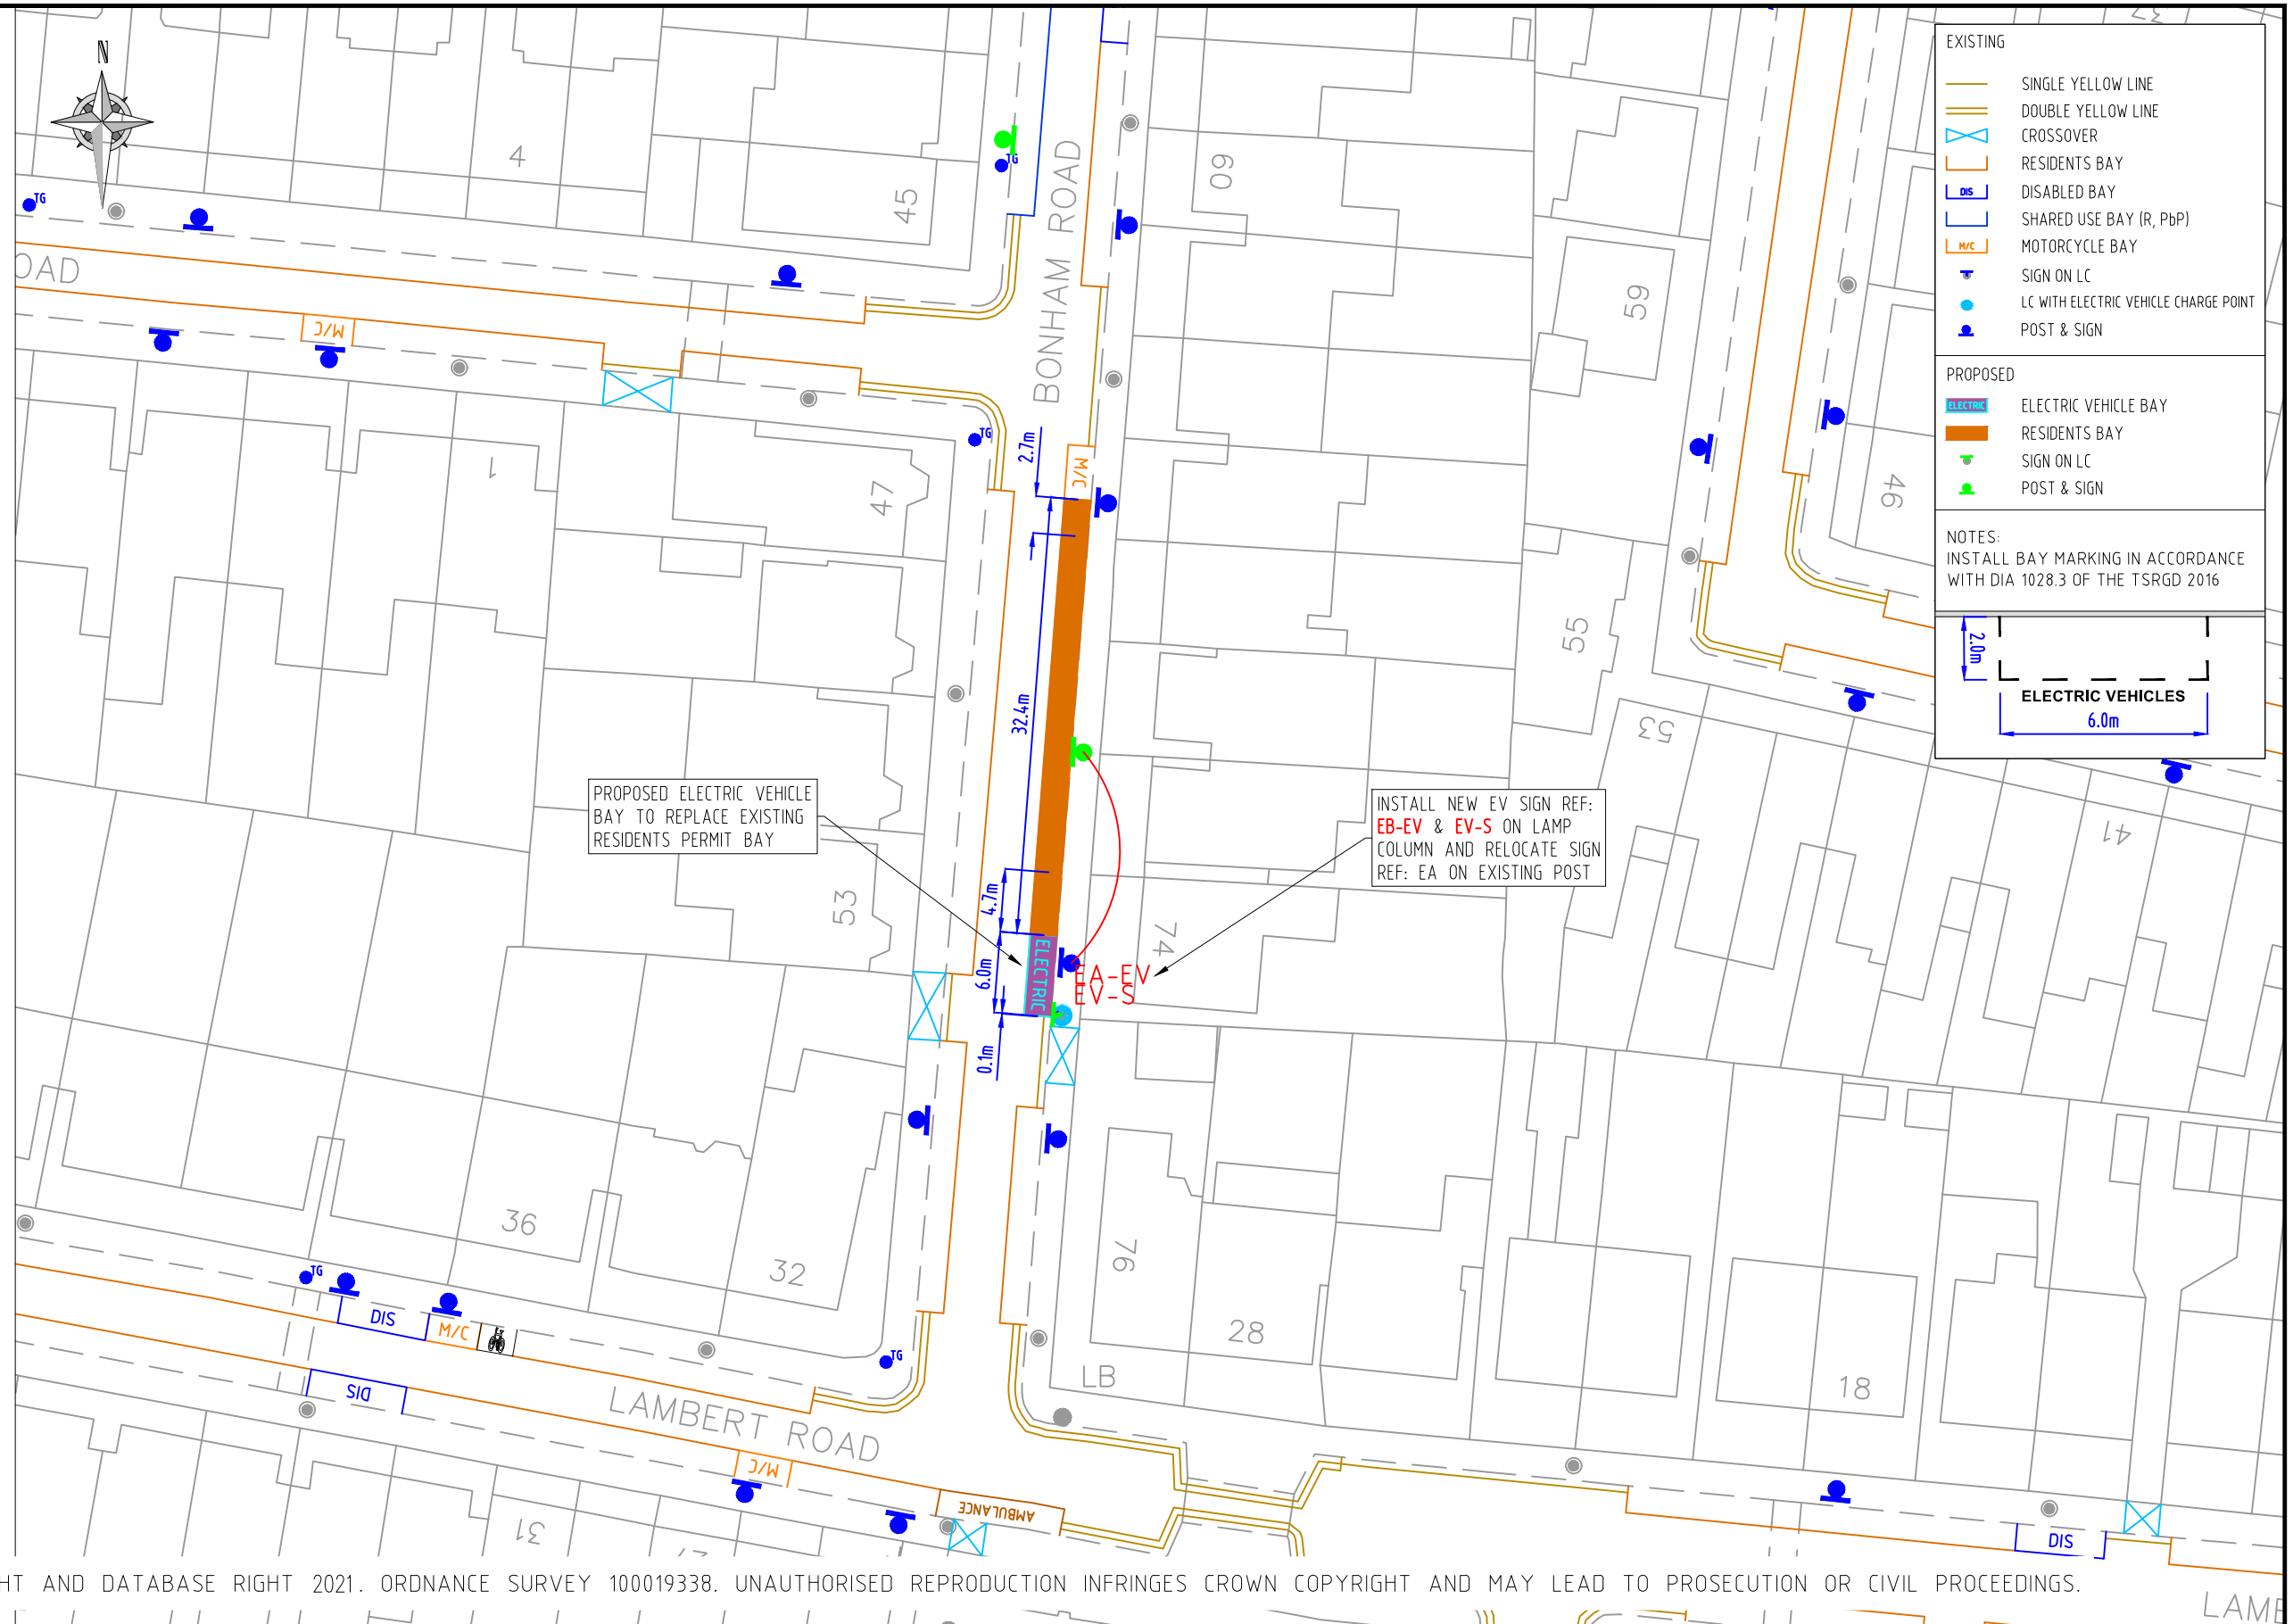 N
4
45
60
TG
TG
OAD
BONHAM ROAD
M/C
59
1
47
TG
2.7m
M/C
46
55
53
32.4m
PROPOSED ELECTRIC VEHICLE
BAY TO REPLACE EXISTING
RESIDENTS PERMIT BAY
INSTALL NEW EV SIGN REF:
EB-EV & EV-S ON LAMP
COLUMN AND RELOCATE SIGN
REF: EA ON EXISTING POST
41
53
4.7m
74
6.0m
ELECTRIC
EA-EV
EV-S
0.1m
36
32
76
28
18
TG
DIS
M/C
TG
DIS
LB
LAMBERT ROAD
M/C
AMBULANCE
31
DIS
EXISTING
SINGLE YELLOW LINE
DOUBLE YELLOW LINE
CROSSOVER
RESIDENTS BAY
DIS DISABLED BAY
SHARED USE BAY (R, PbP)
M/C MOTORCYCLE BAY
SIGN ON LC
LC WITH ELECTRIC VEHICLE CHARGE POINT
POST & SIGN
PROPOSED
ELECTRIC ELECTRIC VEHICLE BAY
RESIDENTS BAY
SIGN ON LC
POST & SIGN
NOTES:
INSTALL BAY MARKING IN ACCORDANCE
WITH DIA 1028.3 OF THE TSRGD 2016
2.0m
ELECTRIC VEHICLES
6.0m
HT AND DATABASE RIGHT 2021. ORDNANCE SURVEY 100019338. UNAUTHORISED REPRODUCTION INFRINGES CROWN COPYRIGHT AND MAY LEAD TO PROSECUTION OR CIVIL PROCEEDINGS.
LAMB